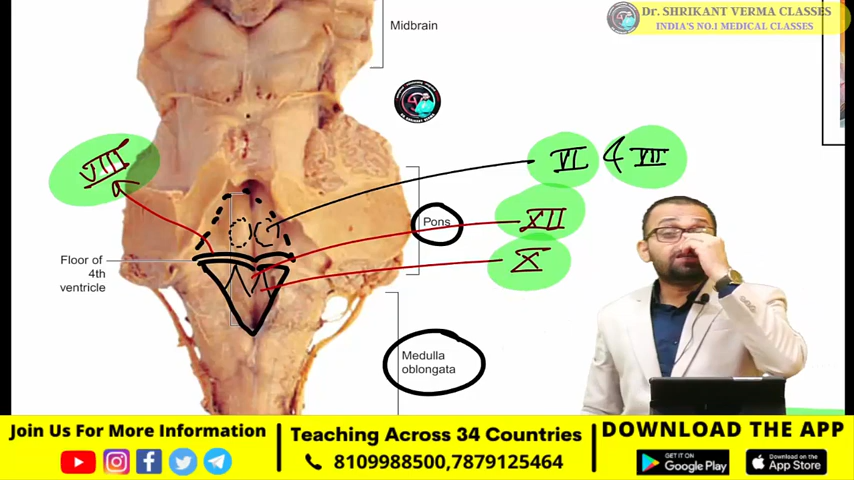 Dr. SHRIKANT VERMA CLASSES
INDIA'S NO.1 MEDICAL CLASSES
Midbrain
VIII
VI & VII
Pons
XII
X
Floor of
4th
ventricle
Medulla
oblongata
Join Us For More Information
Teaching Across 34 Countries
8109988500,7879125464
DOWNLOAD THE APP
GET IT ON
Google Play
Download on the
App Store